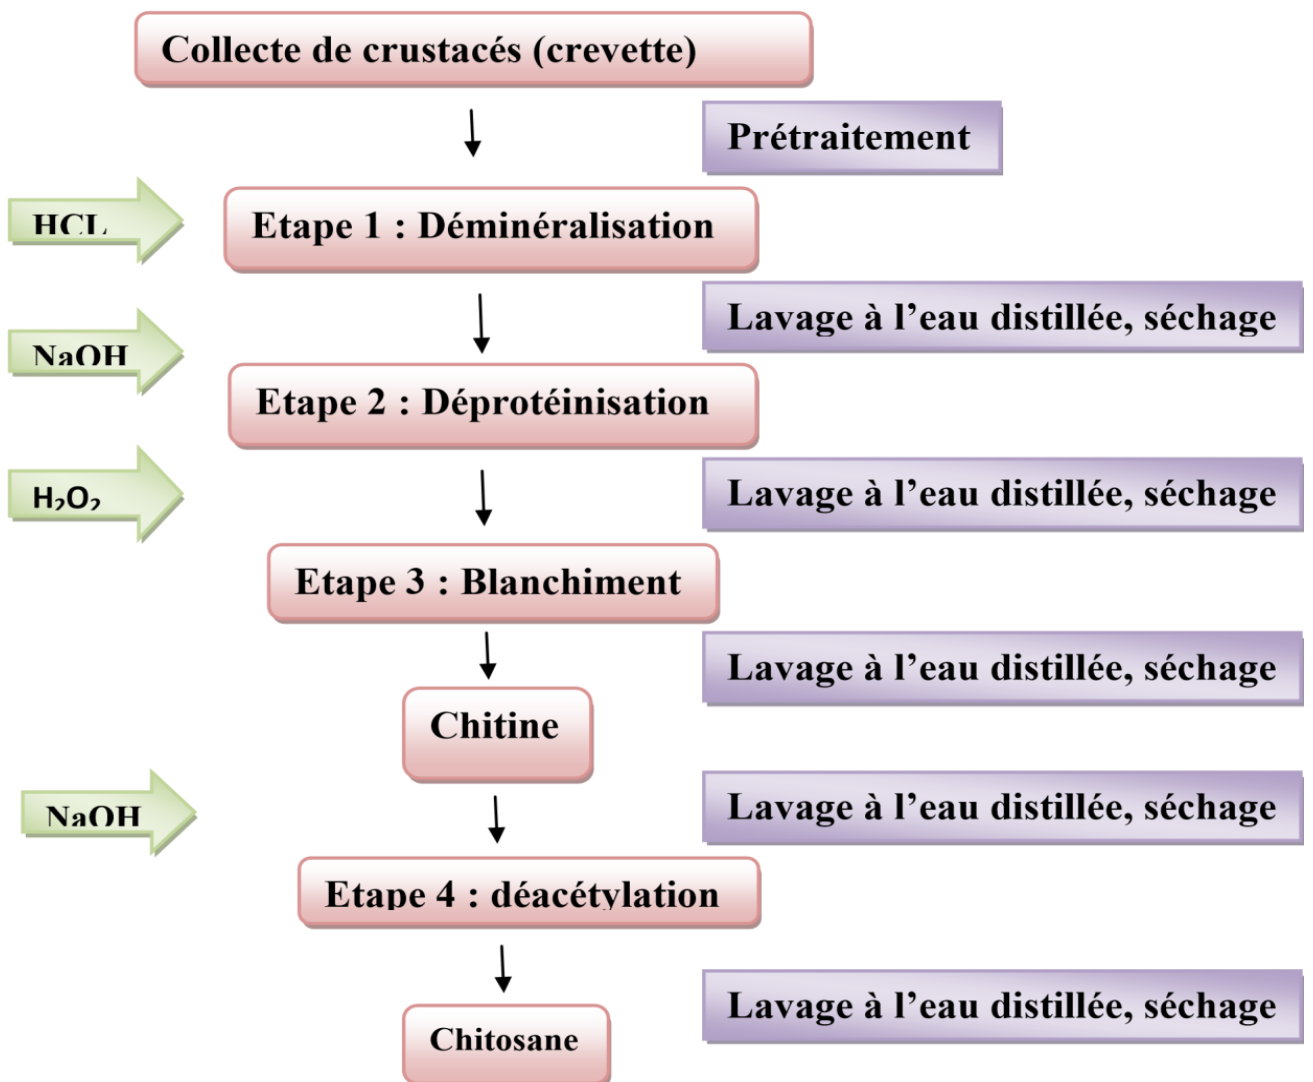 Collecte de crustacés (crevette)
Prétraitement
HCL
Etape 1 : Déminéralisation
Lavage à l’eau distillée, séchage
NaOH
Etape 2 : Déprotéinisation
H₂O₂
Lavage à l’eau distillée, séchage
Etape 3 : Blanchiment
Lavage à l’eau distillée, séchage
Chitine
NaOH
Lavage à l’eau distillée, séchage
Etape 4 : déacétylation
Lavage à l’eau distillée, séchage
Chitosane